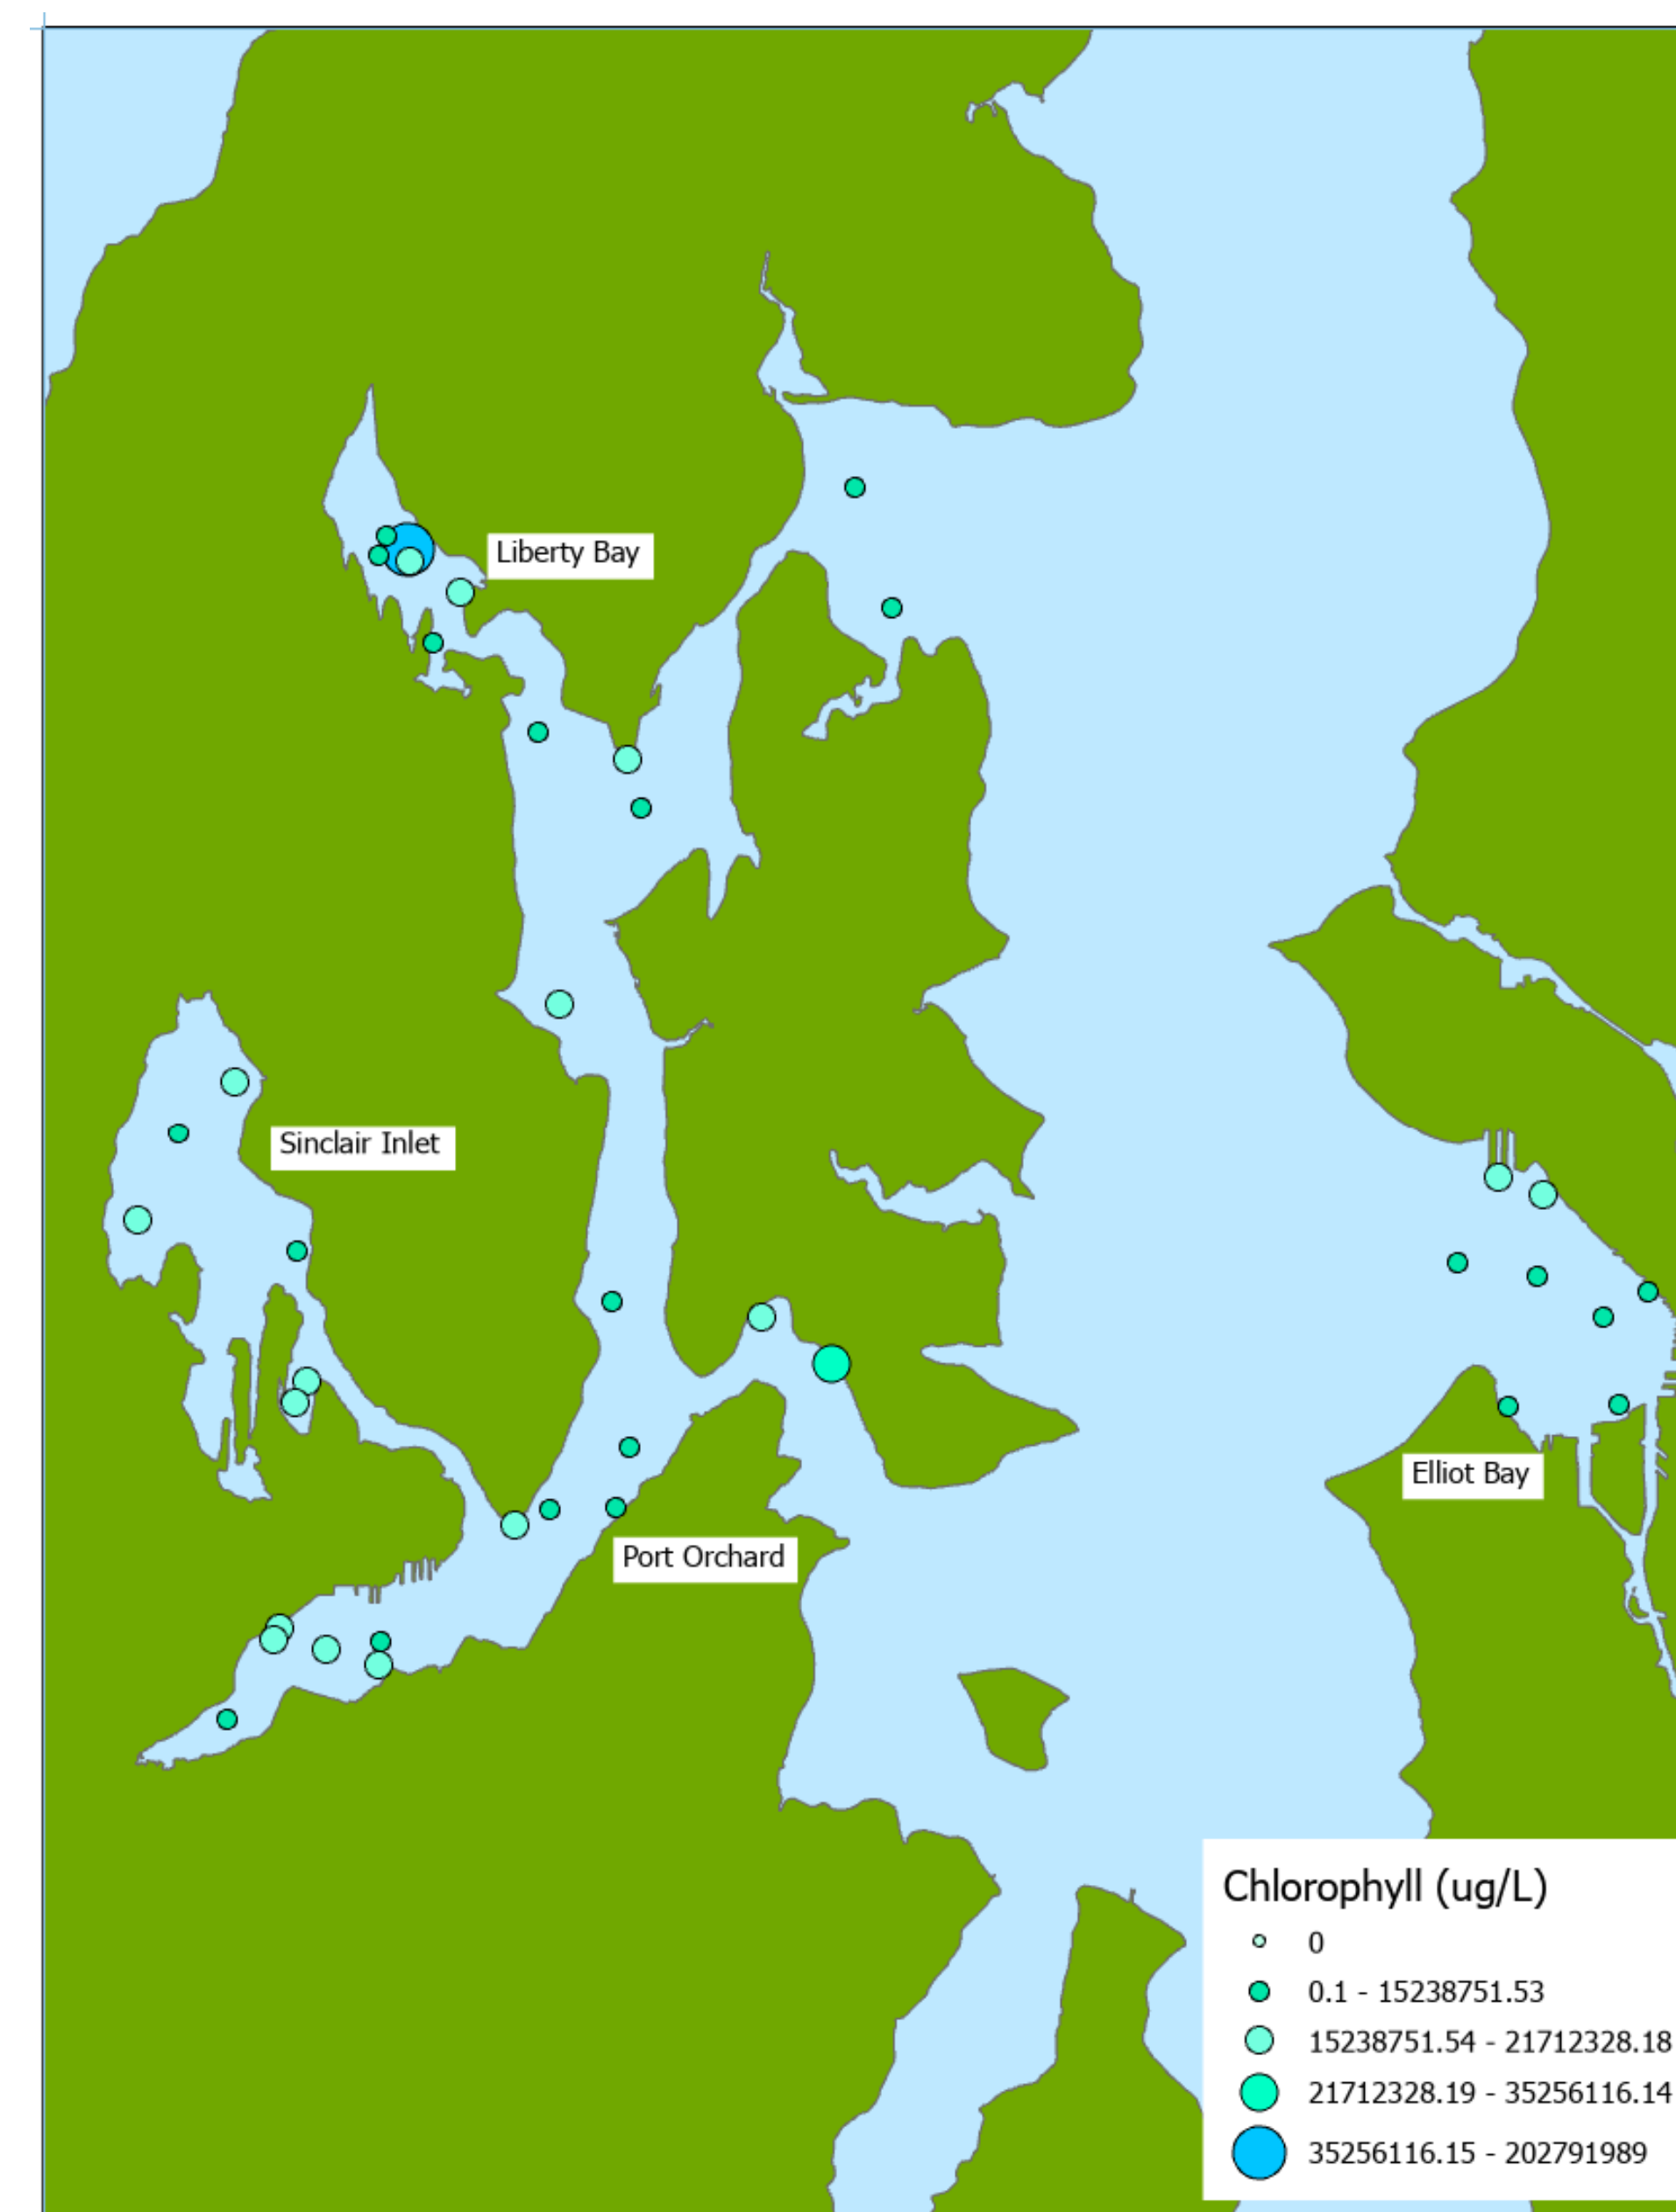 Liberty Bay
Sinclair Inlet
Elliot Bay
Port Orchard
Chlorophyll (ug/L)
0
0.1 - 15238751.53
15238751.54 - 21712328.18
21712328.19 - 35256116.14
35256116.15 - 202791989